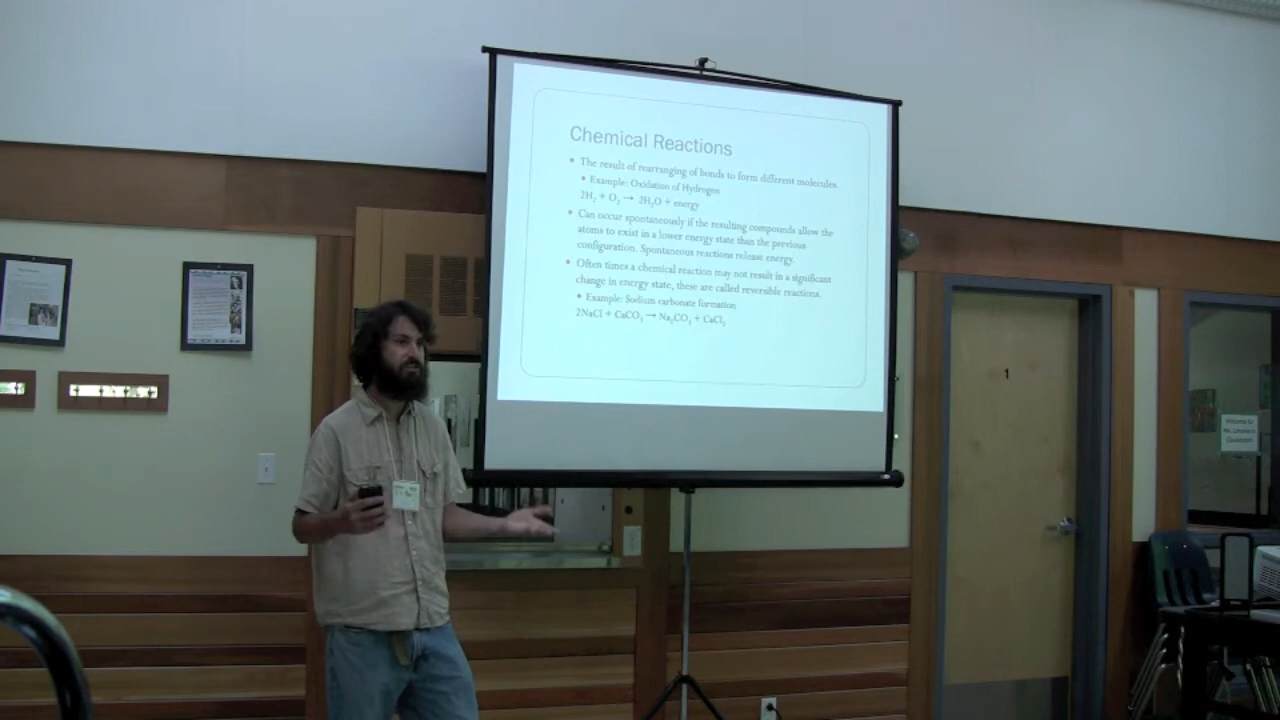 Chemical Reactions
• The result of rearranging of bonds to form different molecules.
• Example: Oxidation of Hydrogen
2H₂ + O₂ → 2H₂O + energy
• Can occur spontaneously if the resulting compounds allow the
atoms to exist in a lower energy state than the previous
configuration. Spontaneous reactions release energy.
• Often times a chemical reaction may not result in a significant
change in energy state, these are called reversible reactions.
• Example: Sodium carbonate formation
2NaCl + CaCO₃ → Na₂CO₃ + CaCl₂
1
Welcome to
Classroom